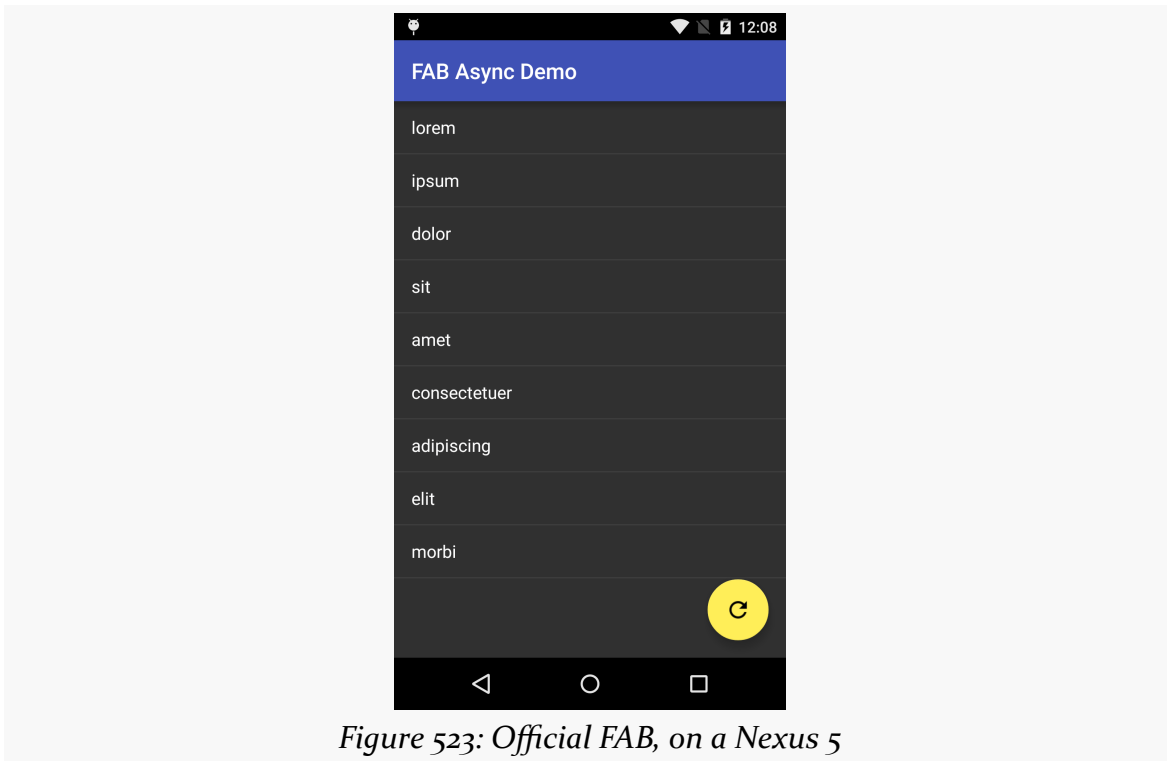 12:08
FAB Async Demo
lorem
ipsum
dolor
sit
amet
consectetuer
adipiscing
elit
morbi
Figure 523: Official FAB, on a Nexus 5